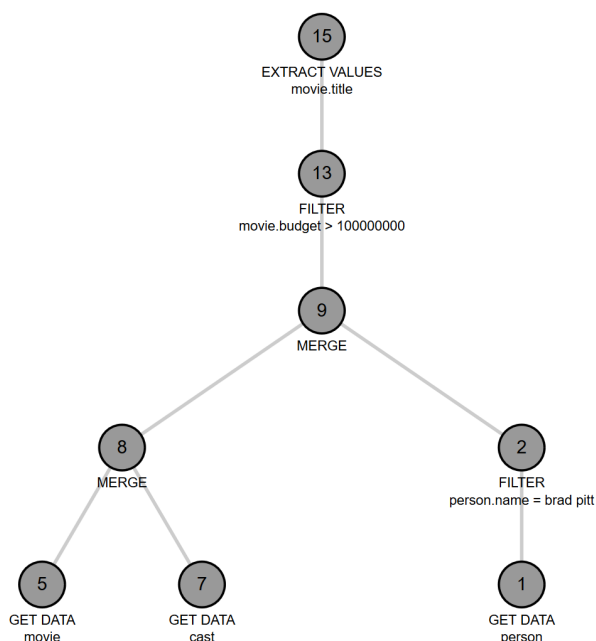 15
EXTRACT VALUES
movie.title
13
FILTER
movie.budget > 100000000
9
MERGE
8
MERGE
2
FILTER
person.name = brad pitt
5
GET DATA
movie
7
GET DATA
cast
1
GET DATA
person